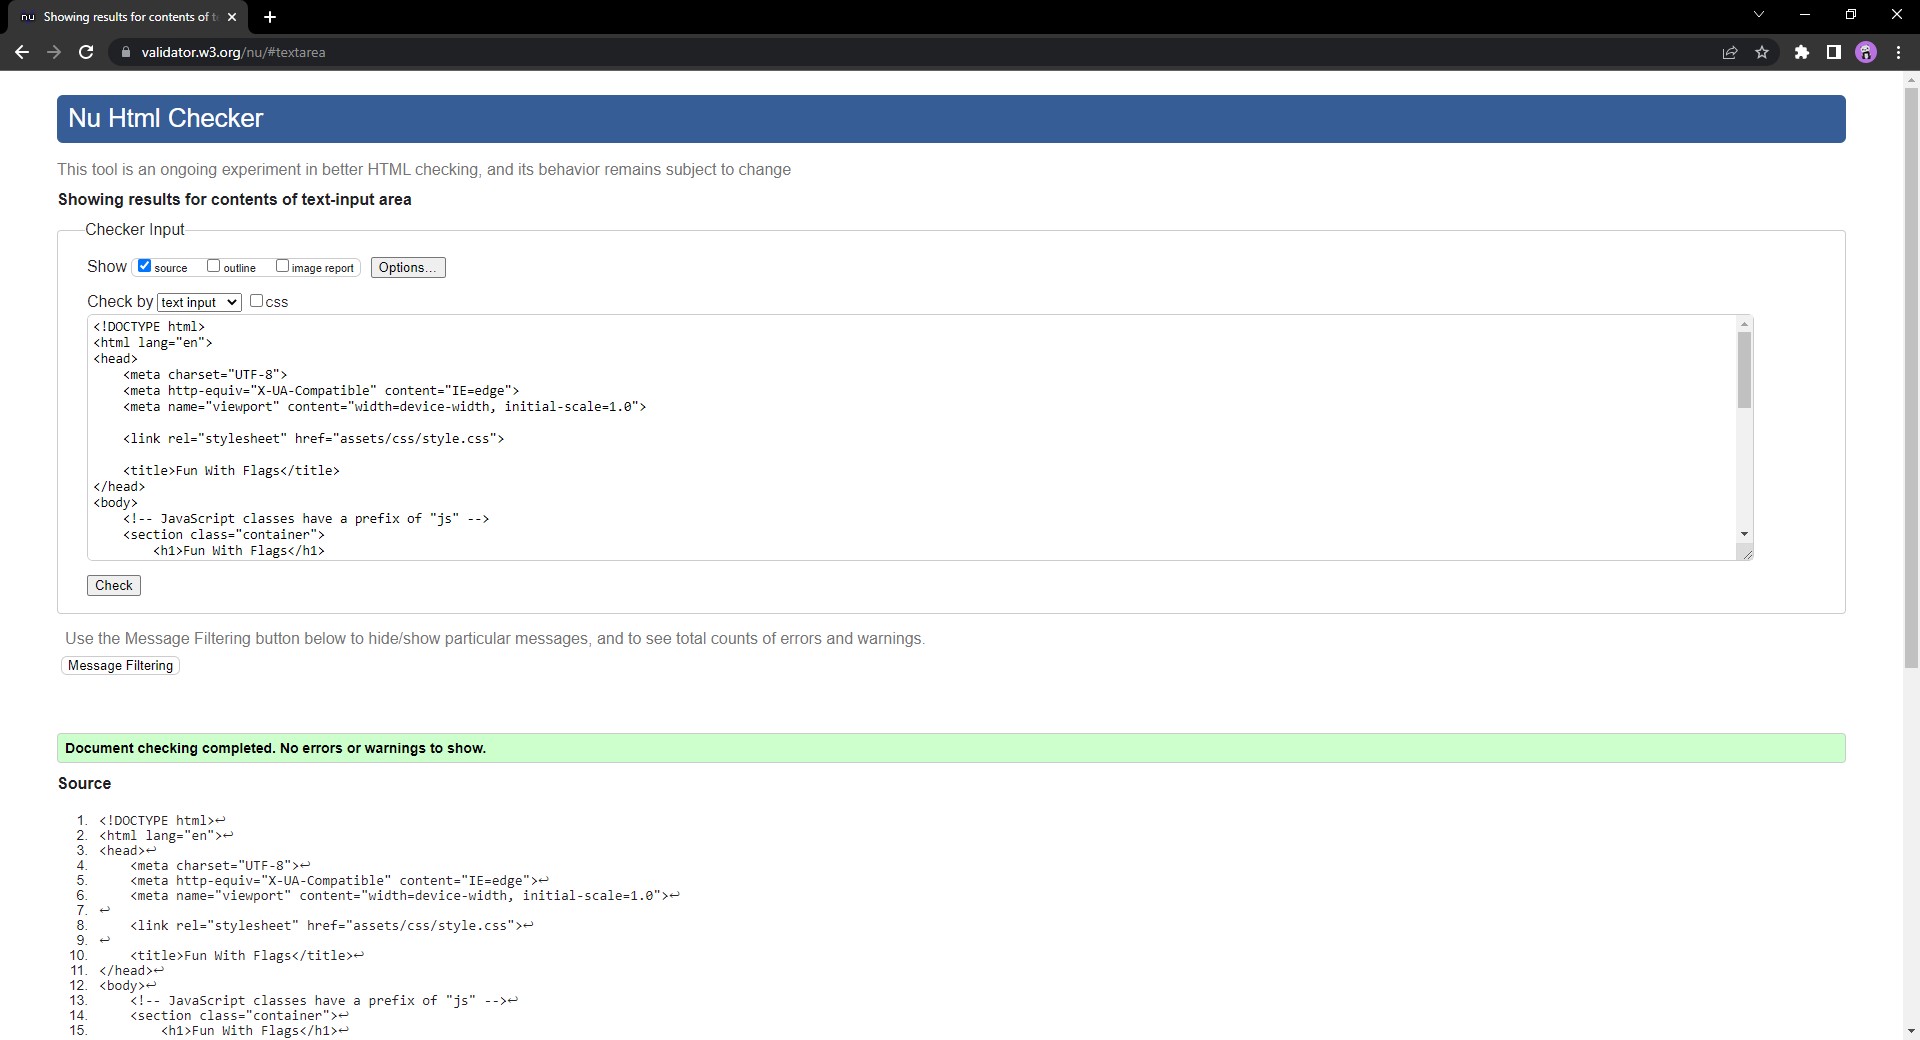 nu Showing results for contents of t
validator.w3.org/nu/#textarea
Nu Html Checker
This tool is an ongoing experiment in better HTML checking, and its behavior remains subject to change
Showing results for contents of text-input area
Checker Input
Show source outline image report Options...
Check by text input css
<!DOCTYPE html>
<html lang="en">
<head>
    <meta charset="UTF-8">
    <meta http-equiv="X-UA-Compatible" content="IE=edge">
    <meta name="viewport" content="width=device-width, initial-scale=1.0">
    <link rel="stylesheet" href="assets/css/style.css">
    <title>Fun With Flags</title>
</head>
<body>
    <!-- JavaScript classes have a prefix of "js" -->
    <section class="container">
        <h1>Fun With Flags</h1>
Check
Use the Message Filtering button below to hide/show particular messages, and to see total counts of errors and warnings.
Message Filtering
Document checking completed. No errors or warnings to show.
Source
1. <!DOCTYPE html>↩
2. <html lang="en">↩
3. <head>↩
4.     <meta charset="UTF-8">↩
5.     <meta http-equiv="X-UA-Compatible" content="IE=edge">↩
6.     <meta name="viewport" content="width=device-width, initial-scale=1.0">↩
7. ↩
8.     <link rel="stylesheet" href="assets/css/style.css">↩
9. ↩
10.     <title>Fun With Flags</title>↩
11. </head>↩
12. <body>↩
13.     <!-- JavaScript classes have a prefix of "js" -->↩
14.     <section class="container">↩
15.         <h1>Fun With Flags</h1>↩